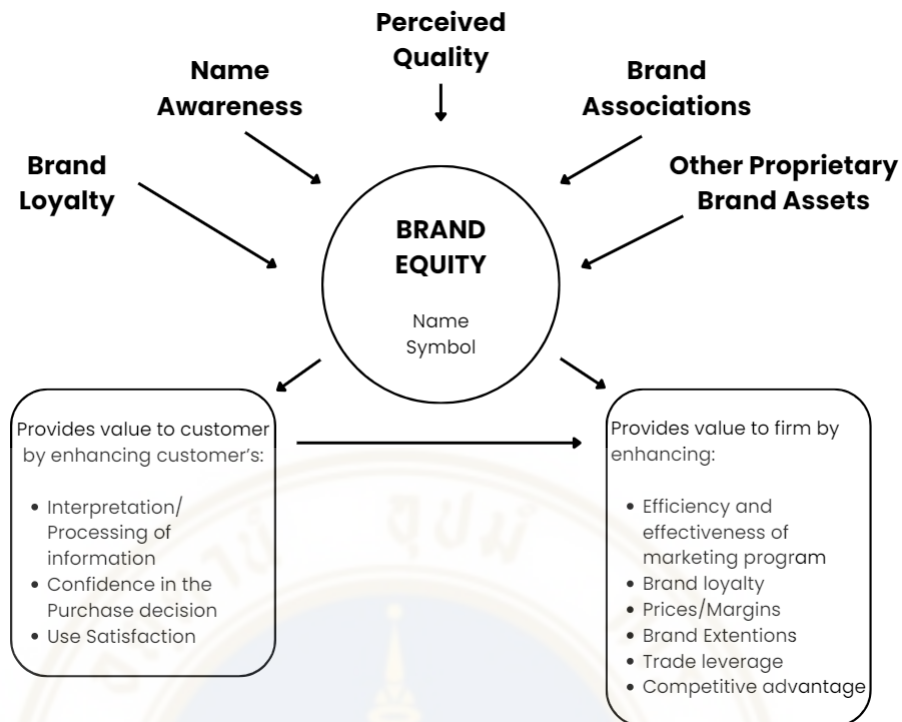 Perceived
Quality
Name
Awareness
Brand
Associations
Brand
Loyalty
Other Proprietary
Brand Assets
BRAND
EQUITY
Name
Symbol
Provides value to customer
by enhancing customer's:
• Interpretation/
Processing of
information
• Confidence in the
Purchase decision
• Use Satisfaction
Provides value to firm by
enhancing:
• Efficiency and
effectiveness of
marketing program
• Brand loyalty
• Prices/Margins
• Brand Extentions
• Trade leverage
• Competitive advantage